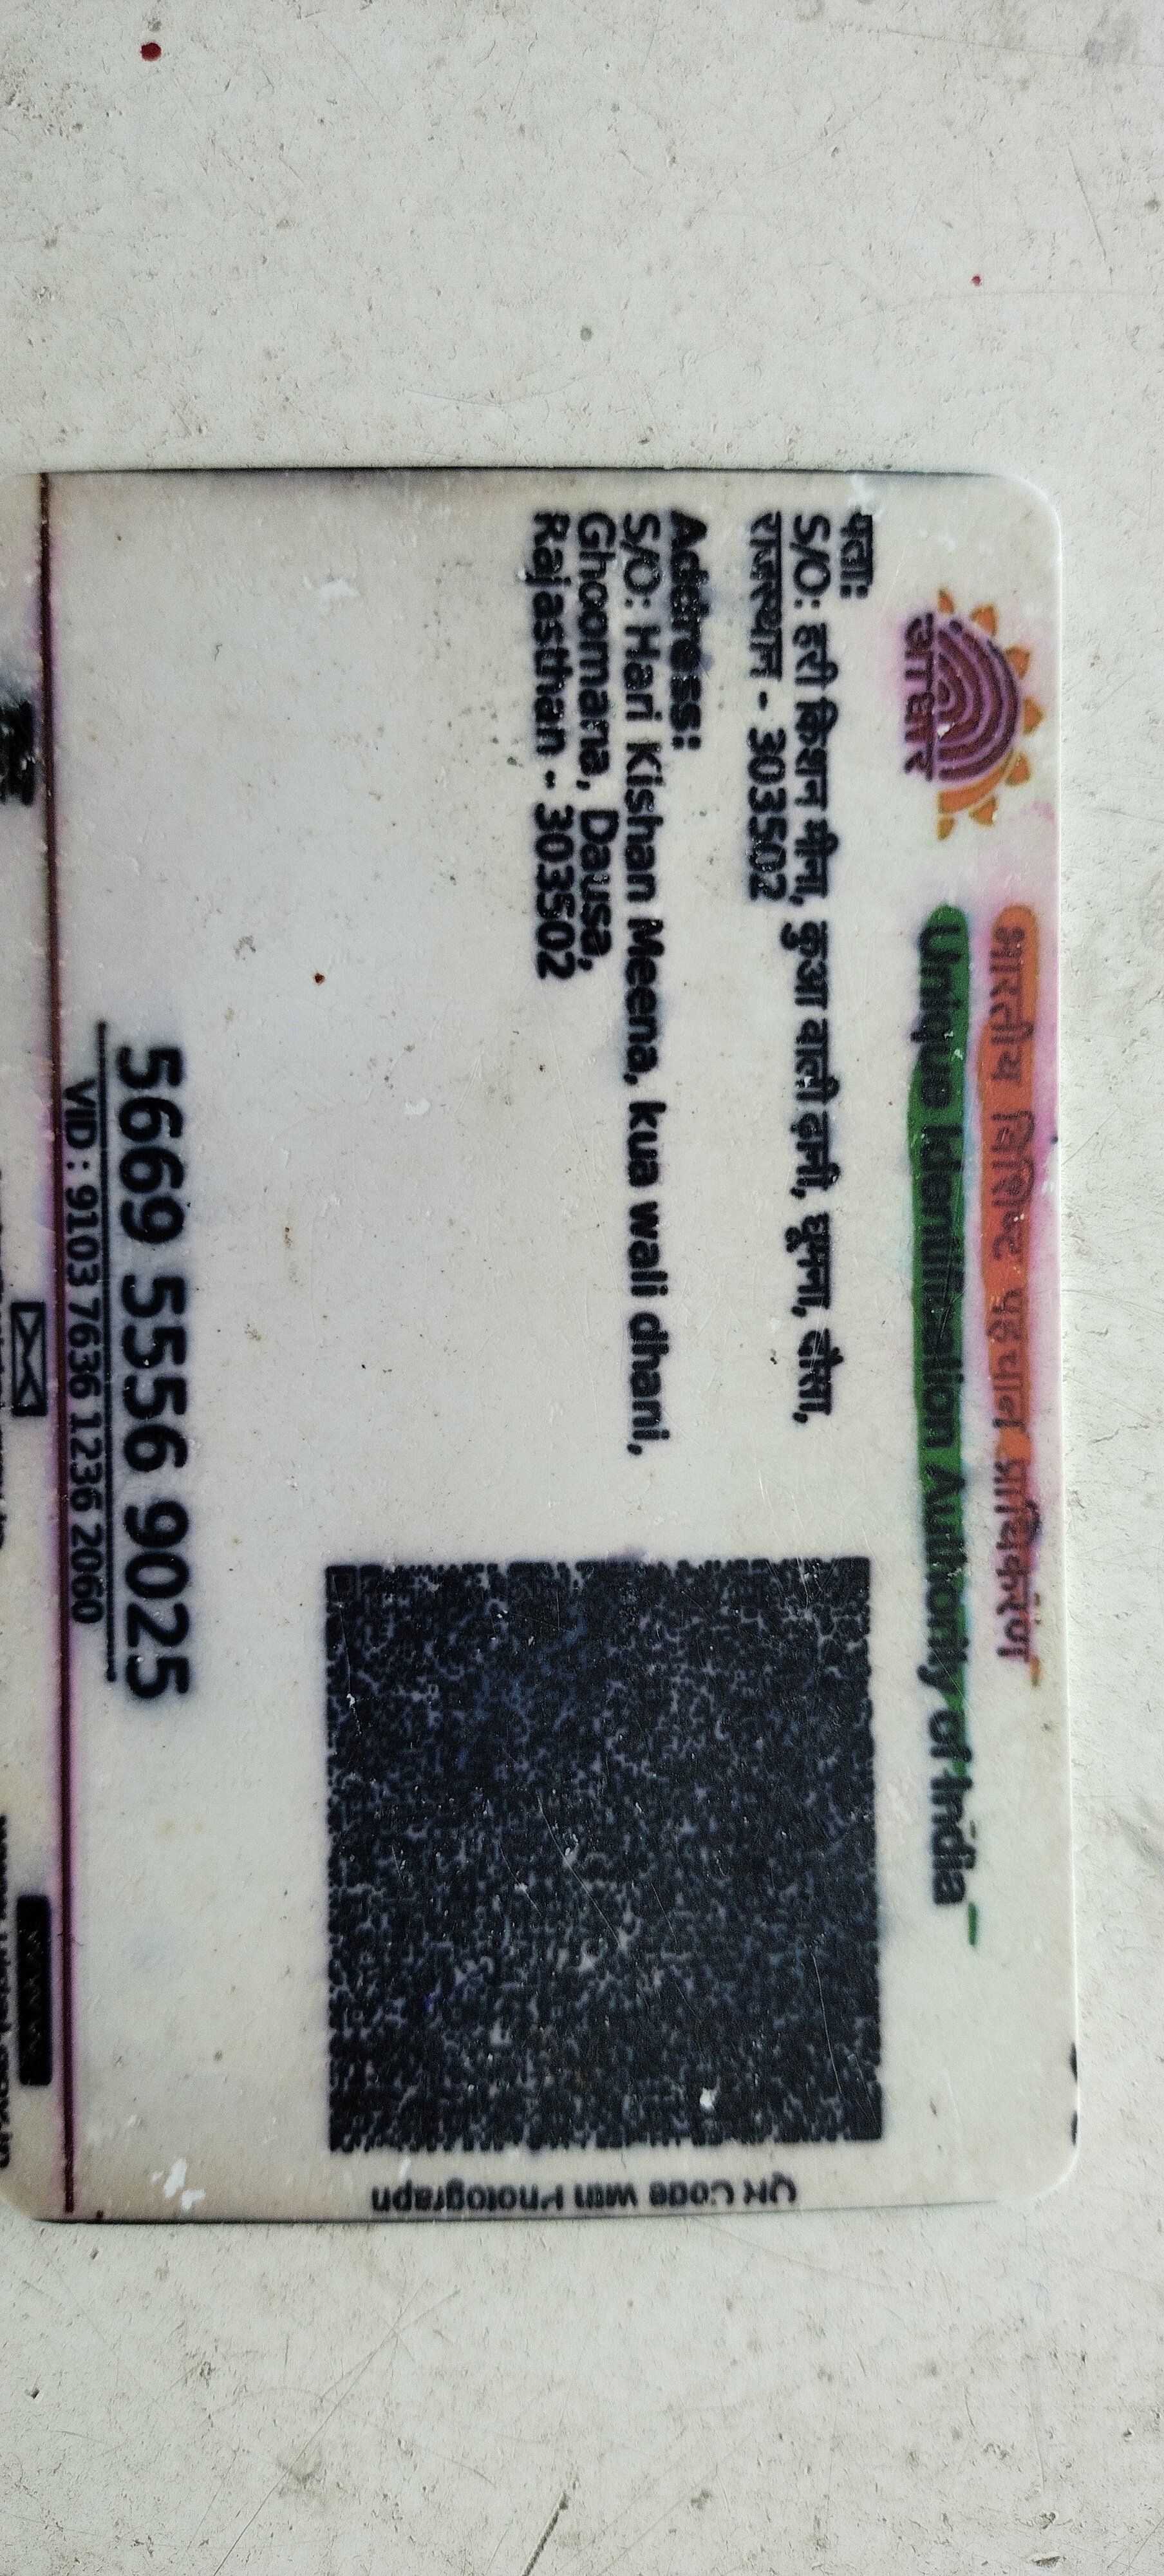 भारतीय विशिष्ट पहचान प्राधिकरण
Unique Identification Authority of India
आधार
पता:
S/O: हरी किशन मीना, कुआ वाली ढाणी, घूमना, दौसा,
राजस्थान - 303502
Address:
S/O: Hari Kishan Meena, kua wali dhani,
Ghoomana, Dausa,
Rajasthan - 303502
QR Code with Photograph
5669 5556 9025
VID : 9103 7636 1236 2060